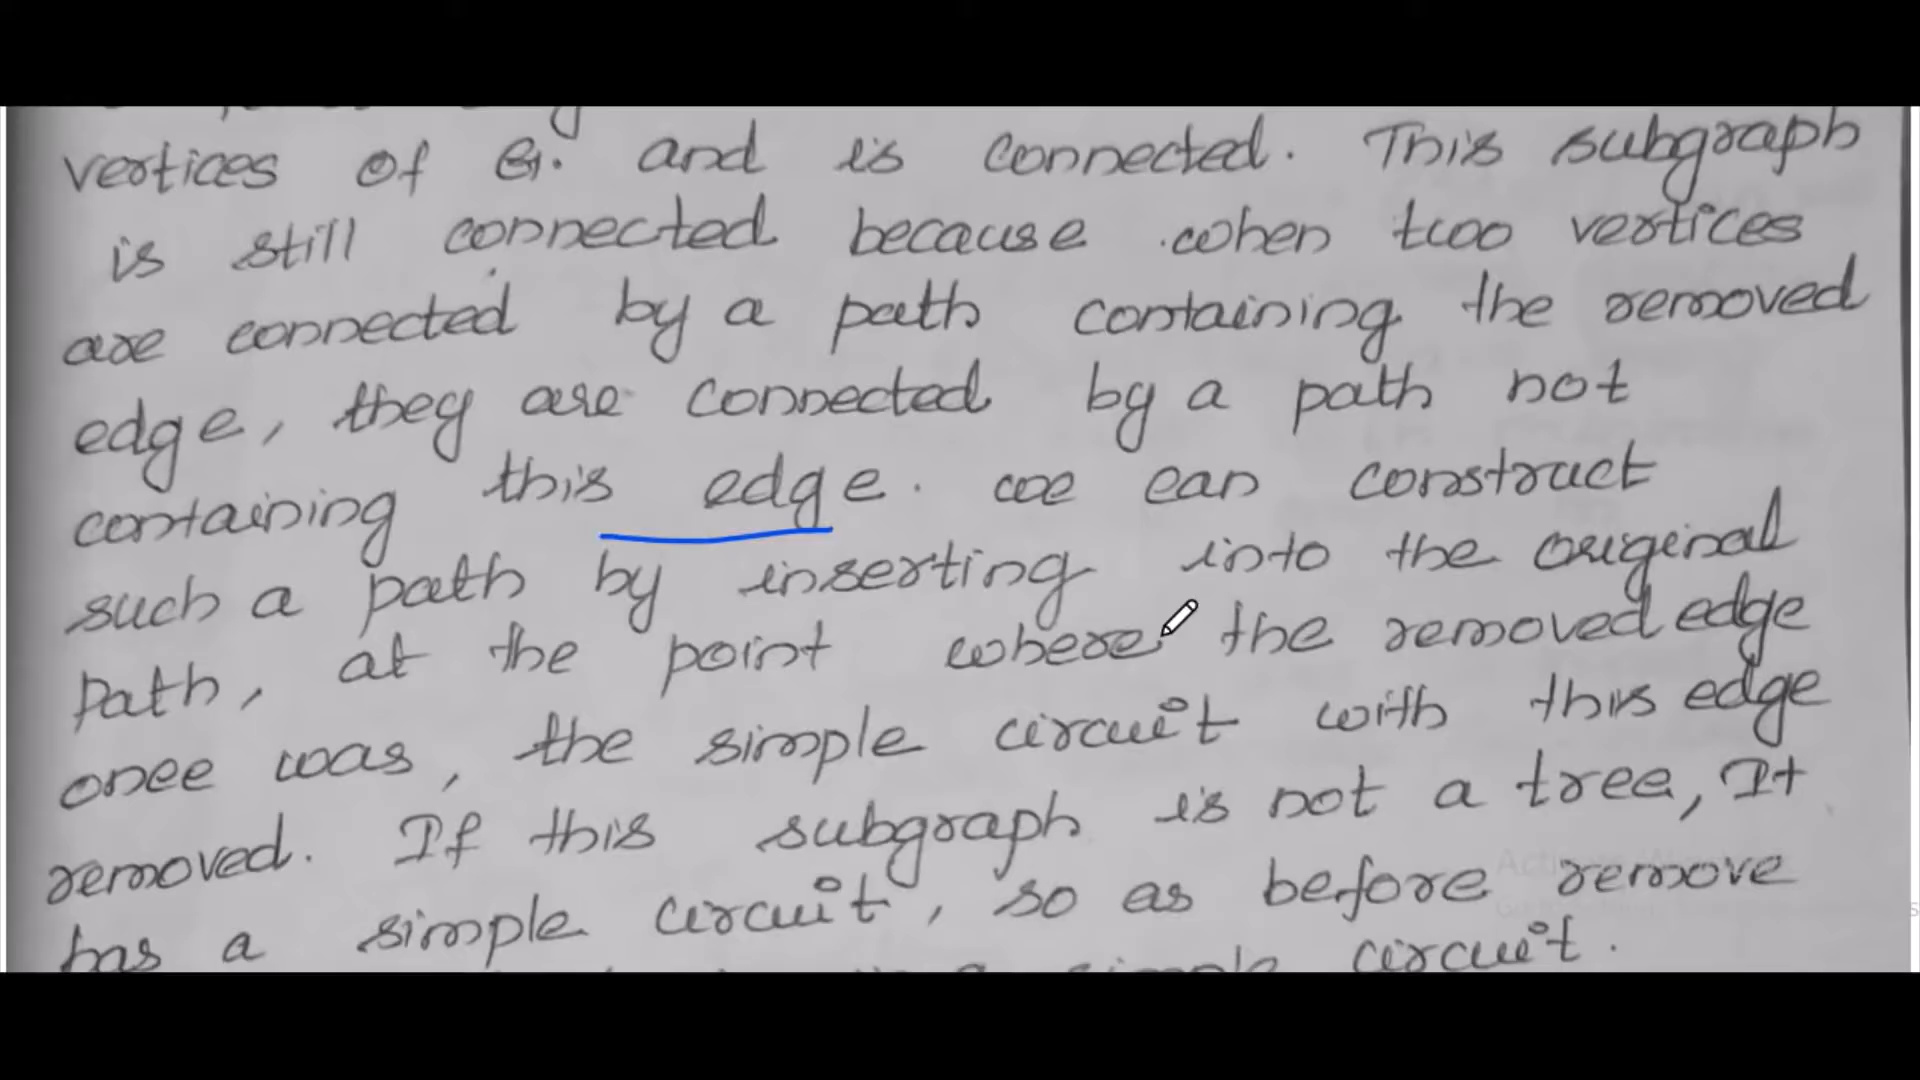 vertices of G. and is connected. This subgraph
is still connected because when two vertices
are connected by a path containing the removed
edge, they are connected by a path not
containing this edge. we can construct
such a path by inserting into the original
Path, at the point where the removed edge
once was, the simple circuit with this edge
removed. If this subgraph is not a tree, It
has a simple circuit, so as before remove
simple circuit.